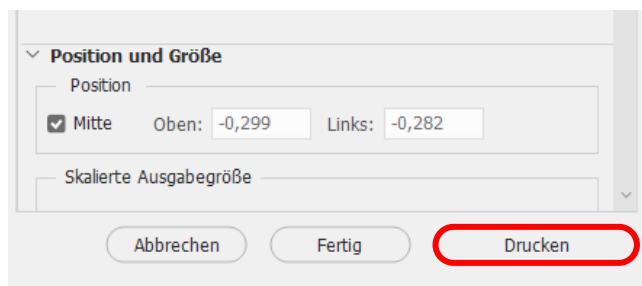 Position und Größe
Position
Mitte Oben: -0,299 Links: -0,282
Skalierte Ausgabegröße
Abbrechen Fertig Drucken